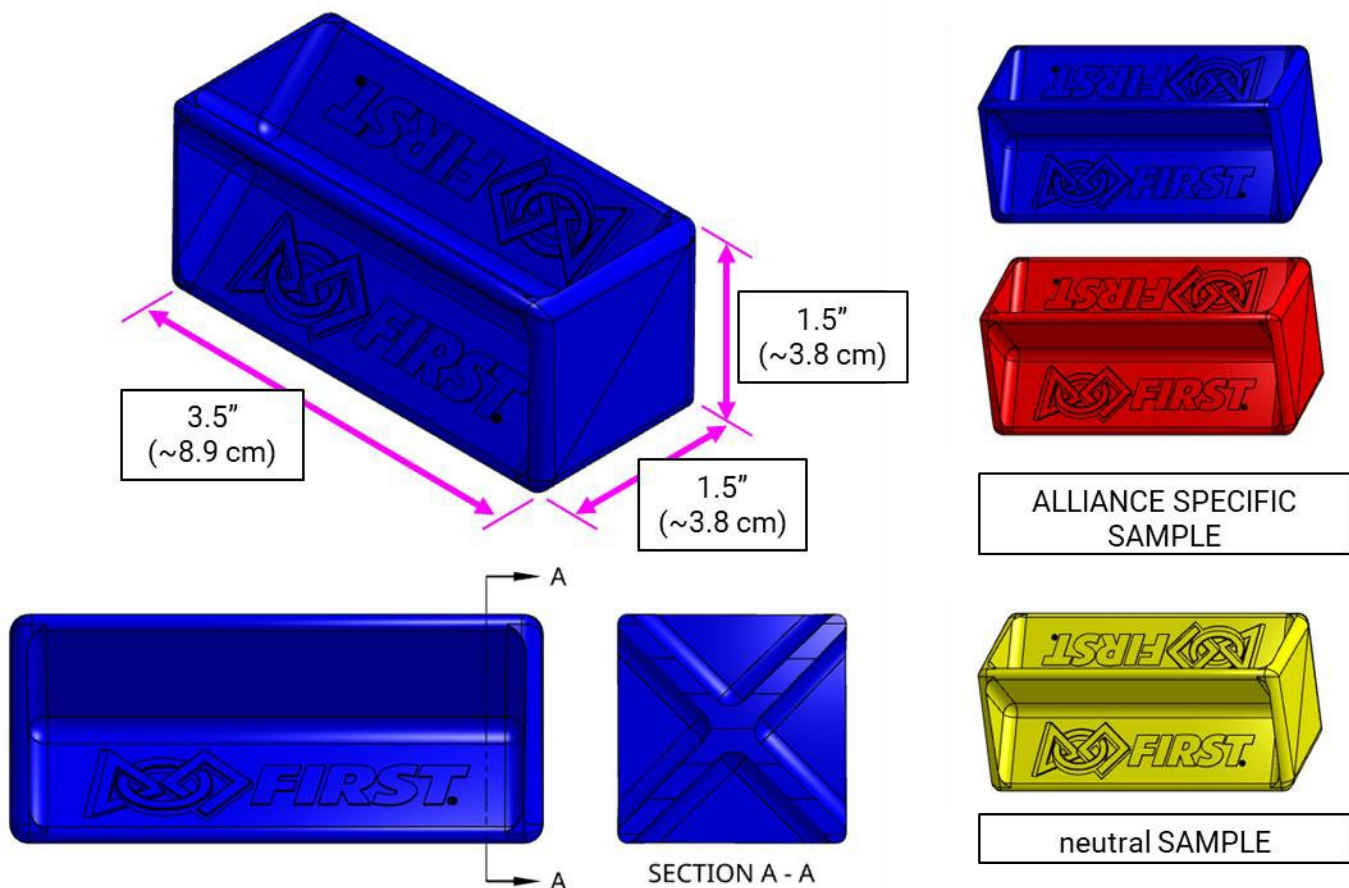 FIRST
FIRST
3.5”
(~8.9 cm)
1.5”
(~3.8 cm)
1.5”
(~3.8 cm)
A
FIRST
A
SECTION A - A
FIRST
FIRST
FIRST
FIRST
ALLIANCE SPECIFIC
SAMPLE
FIRST
FIRST
neutral SAMPLE